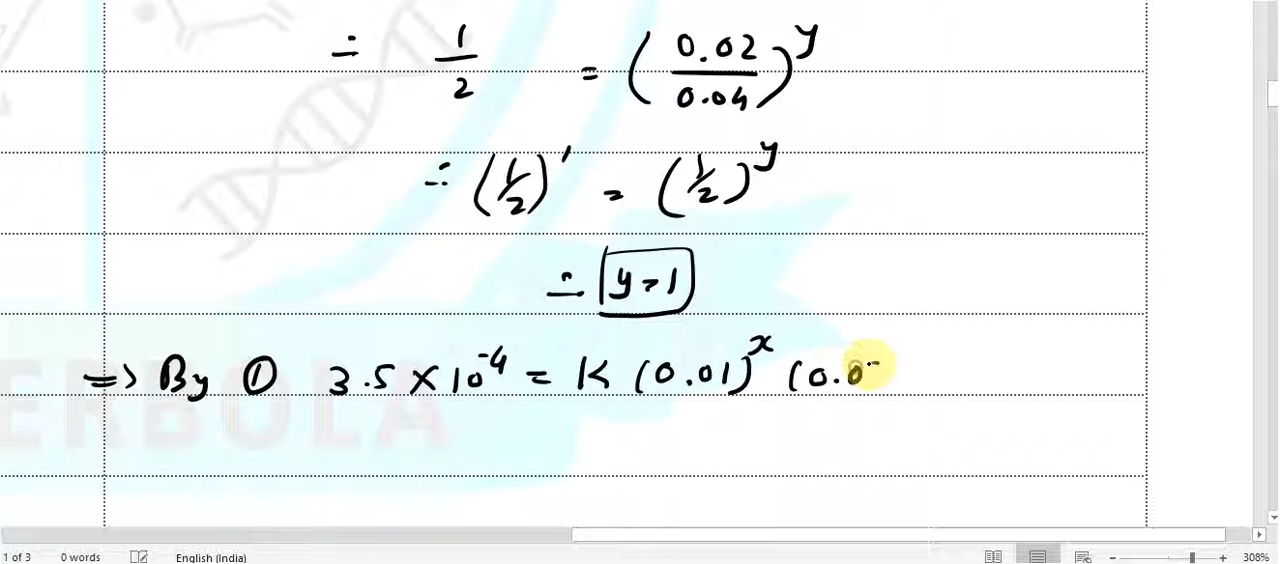 ∴ 1/2 = (0.02/0.04)^y
∴ (1/2)^1 = (1/2)^y
∴ y = 1
=> By ① 3.5 × 10^-4 = K (0.01)^x (0.0
ERBOLA
1 of 3 0 words English (India) 308%